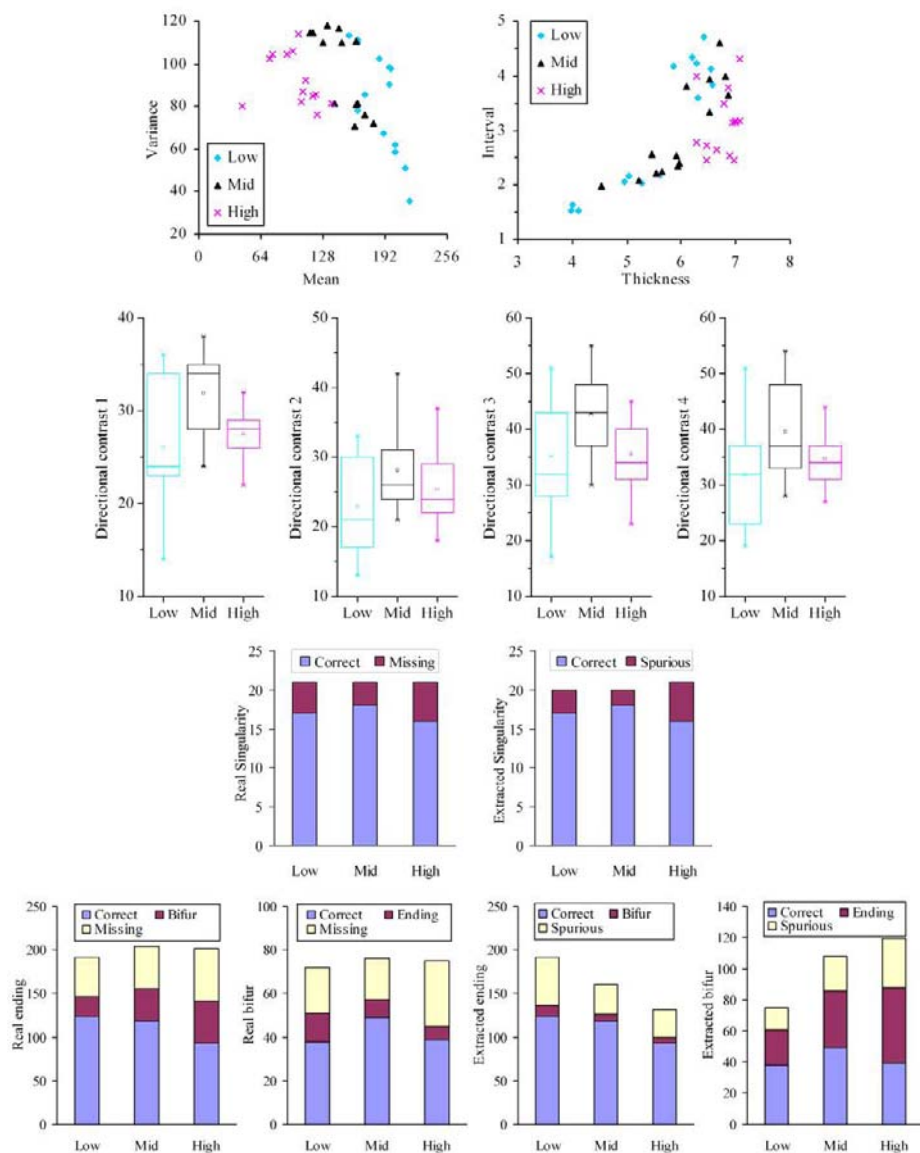 120
100
80
60
40
20
Variance
Low
Mid
High
0 64 128 192 256
Mean
5
4
3
2
1
Interval
Low
Mid
High
3 4 5 6 7 8
Thickness
40
30
20
10
Directional contrast 1
Low Mid High
50
40
30
20
10
Directional contrast 2
Low Mid High
60
50
40
30
20
10
Directional contrast 3
Low Mid High
60
50
40
30
20
10
Directional contrast 4
Low Mid High
25
20
15
10
5
0
Real Singularity
Correct Missing
Low Mid High
25
20
15
10
5
0
Extracted Singularity
Correct Spurious
Low Mid High
250
200
150
100
50
0
Real ending
Correct Bifur
Missing
Low Mid High
100
80
60
40
20
0
Real bifur
Correct Ending
Missing
Low Mid High
250
200
150
100
50
0
Extracted ending
Correct Bifur
Spurious
Low Mid High
140
120
100
80
60
40
20
0
Extracted bifur
Correct Ending
Spurious
Low Mid High